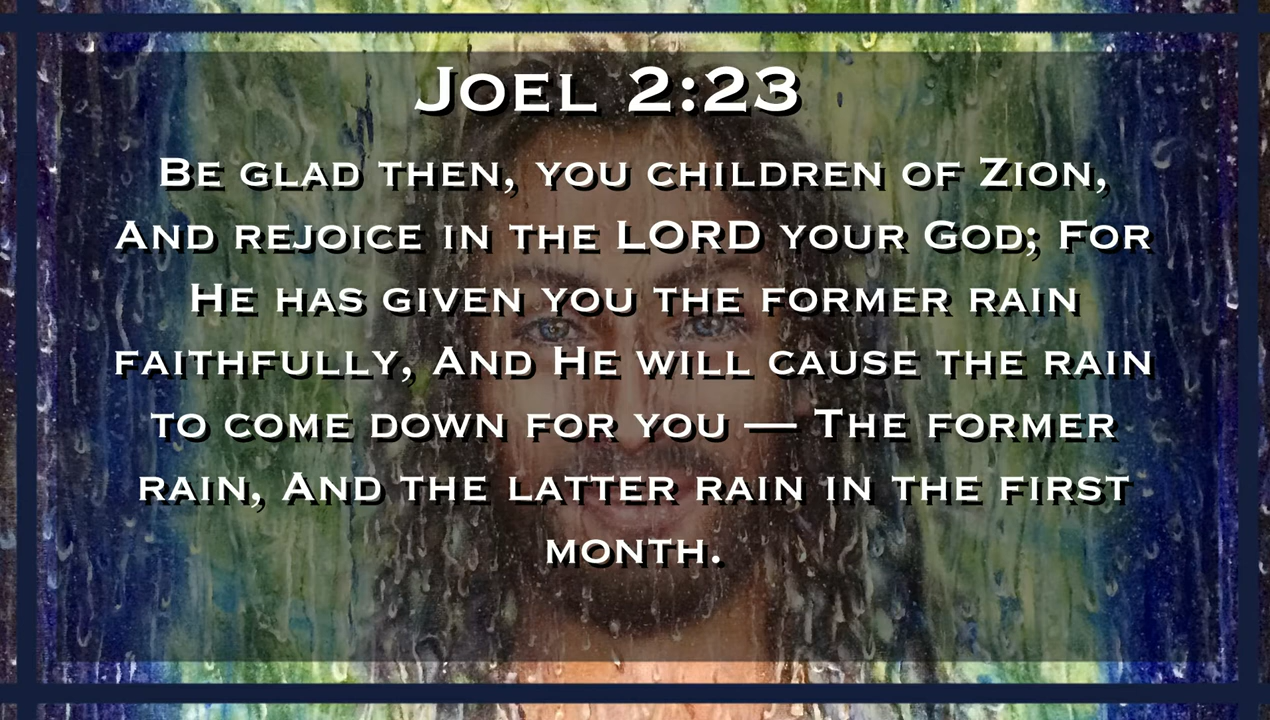 Joel 2:23
Be glad then, you children of Zion,
And rejoice in the LORD your God; For
He has given you the former rain
faithfully, And He will cause the rain
to come down for you — The former
rain, And the latter rain in the first
month.